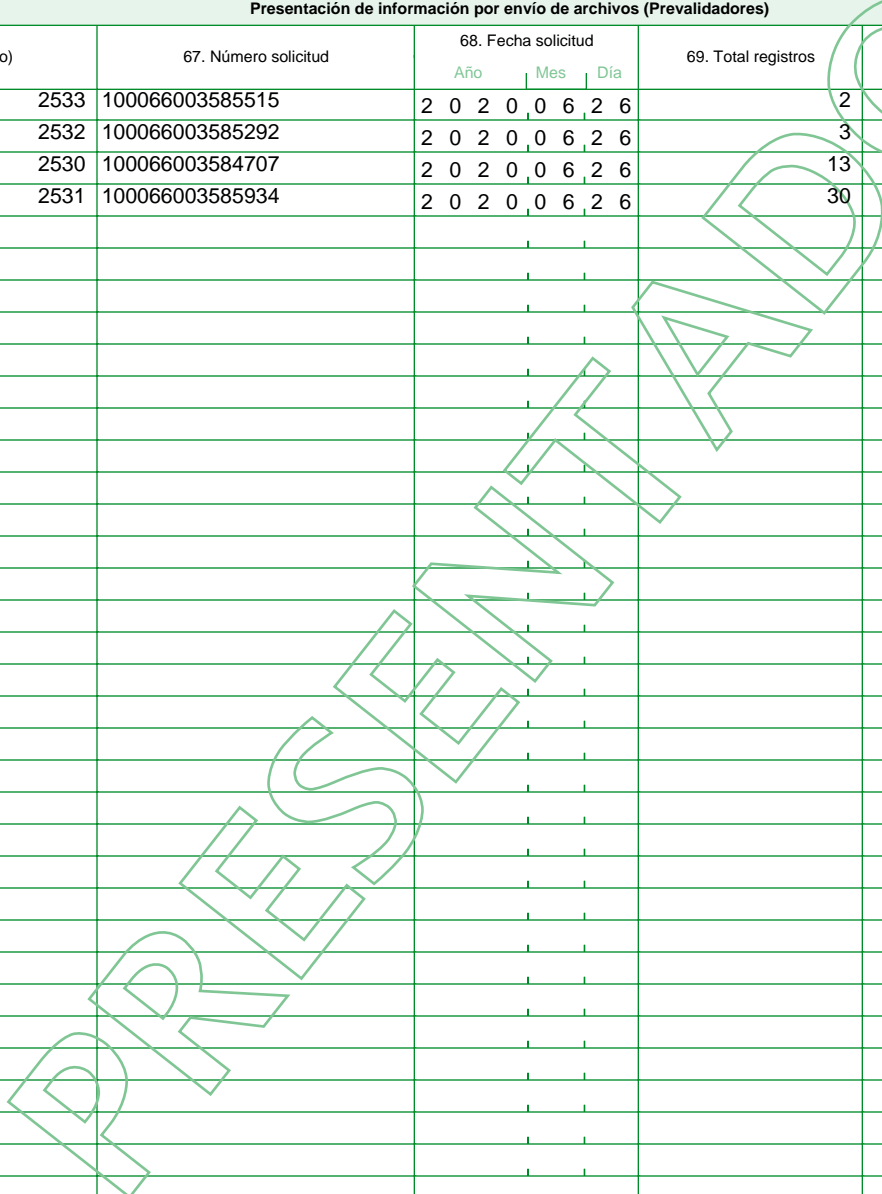 Presentación de información por envío de archivos (Prevalidadores)
o) 67. Número solicitud 68. Fecha solicitud 69. Total registros
Año Mes Día
2533 100066003585515 2 0 2 0 0 6 2 6 2
2532 100066003585292 2 0 2 0 0 6 2 6 3
2530 100066003584707 2 0 2 0 0 6 2 6 13
2531 100066003585934 2 0 2 0 0 6 2 6 30
PRESENTADO